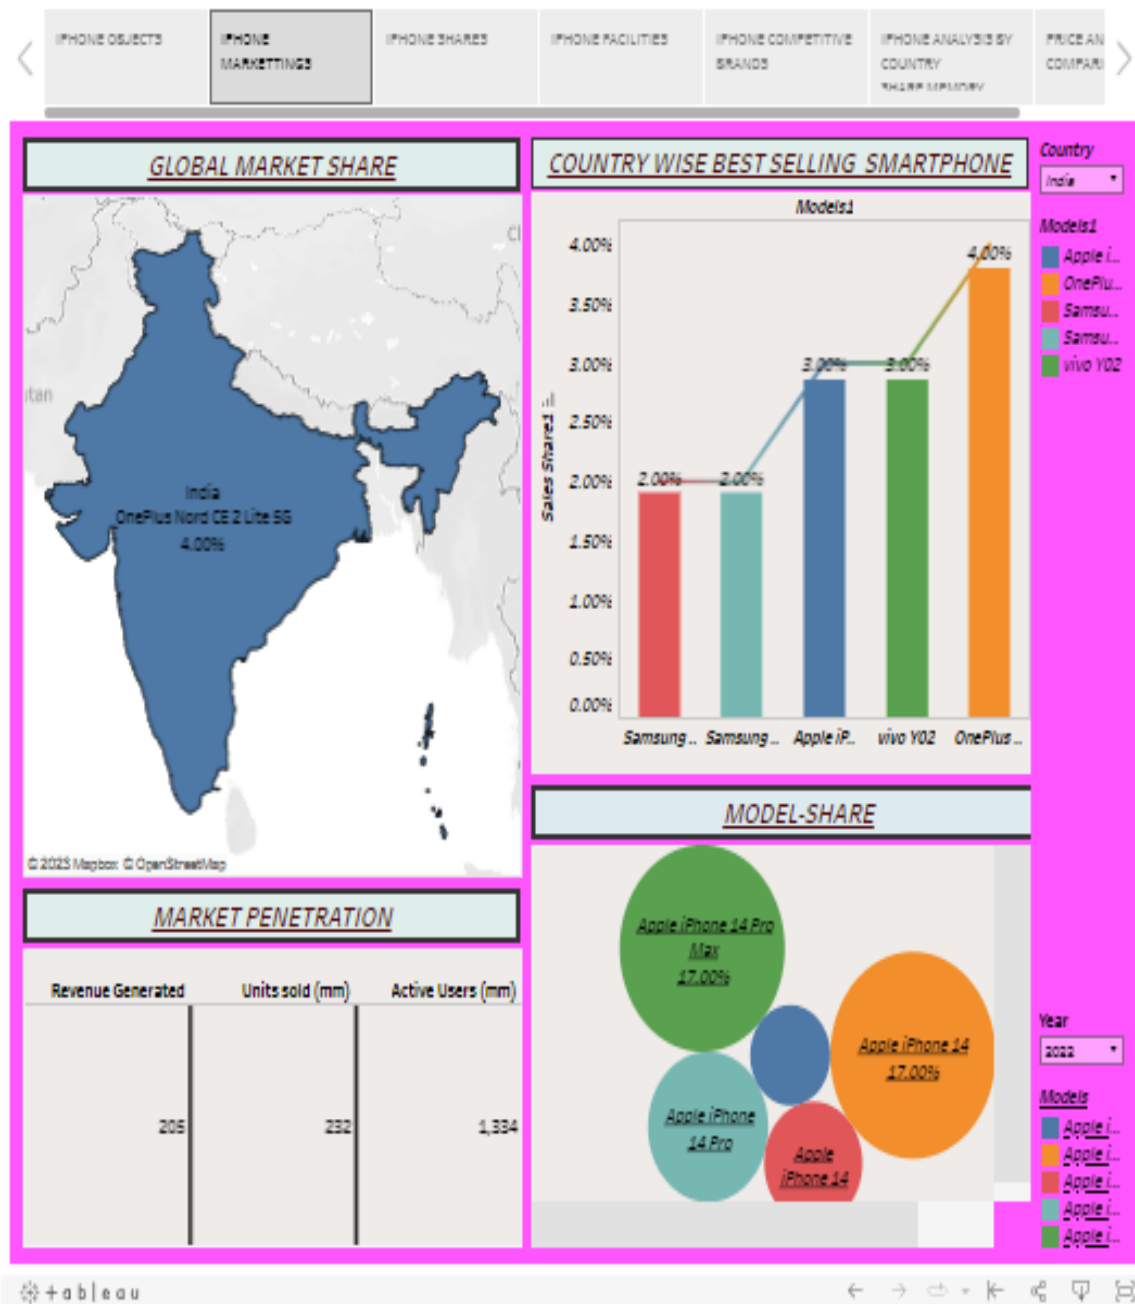 IPHONE OBJECTS
IPHONE
MARKETTINGS
IPHONE SHARES
IPHONE FACILITIES
IPHONE COMPETITIVE
BRANDS
IPHONE ANALYSIS BY
COUNTRY
SHARE MEMORY
PRICE AN
COMPARI
GLOBAL MARKET SHARE
India
OnePlus Nord CE 2 Lite 5G
4.00%
© 2023 Mapbox © OpenStreetMap
COUNTRY WISE BEST SELLING SMARTPHONE
Models1
Sales Share1 ..
4.00%
3.50%
3.00%
2.50%
2.00%
1.50%
1.00%
0.50%
0.00%
2.00%
2.00%
3.00%
3.00%
4.00%
Samsung ..
Samsung ..
Apple iP..
vivo Y02
OnePlus ..
Country
India
Models1
Apple i...
OnePlu...
Samsu...
Samsu...
vivo Y02
MARKET PENETRATION
Revenue Generated
Units sold (mm)
Active Users (mm)
205
232
1,334
MODEL-SHARE
Apple iPhone 14 Pro
Max
17.00%
Apple iPhone 14
17.00%
Apple iPhone
14 Pro
Apple
iPhone 14
Year
2022
Models
Apple i...
Apple i...
Apple i...
Apple i...
Apple i...
+ableau